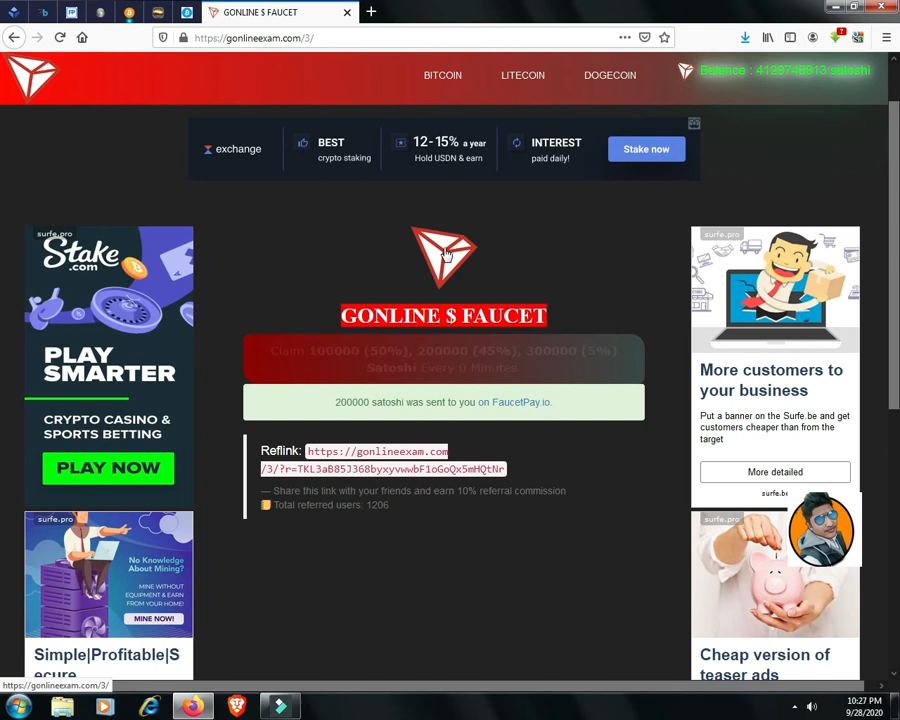 GONLINE $ FAUCET
https://gonlineexam.com/3/
BITCOIN
LITECOIN
DOGECOIN
exchange
BEST
crypto staking
12-15% a year
Hold USDN & earn
INTEREST
paid daily!
Stake now
surfe.pro
Stake
.com
PLAY
SMARTER
CRYPTO CASINO &
SPORTS BETTING
PLAY NOW
surfe.pro
No Knowledge
About Mining?
MINE WITHOUT
EQUIPMENT & EARN
FROM YOUR HOME!
MINE NOW!
Simple|Profitable|S
ecure
GONLINE $ FAUCET
Claim 100000 (50%), 200000 (45%), 300000 (5%)
Satoshi Every 0 Minutes
200000 satoshi was sent to you on FaucetPay.io.
Reflink: https://gonlineexam.com
/3/?r=TKL3aB85J368byxyvwwbF1oGoQx5mHQtNr
— Share this link with your friends and earn 10% referral commission
Total referred users: 1206
surfe.pro
More customers to
your business
Put a banner on the Surfe.be and get
customers cheaper than from the
target
More detailed
surfe.be
surfe.pro
Cheap version of
teaser ads
https://gonlineexam.com/3/
10:27 PM
9/28/2020